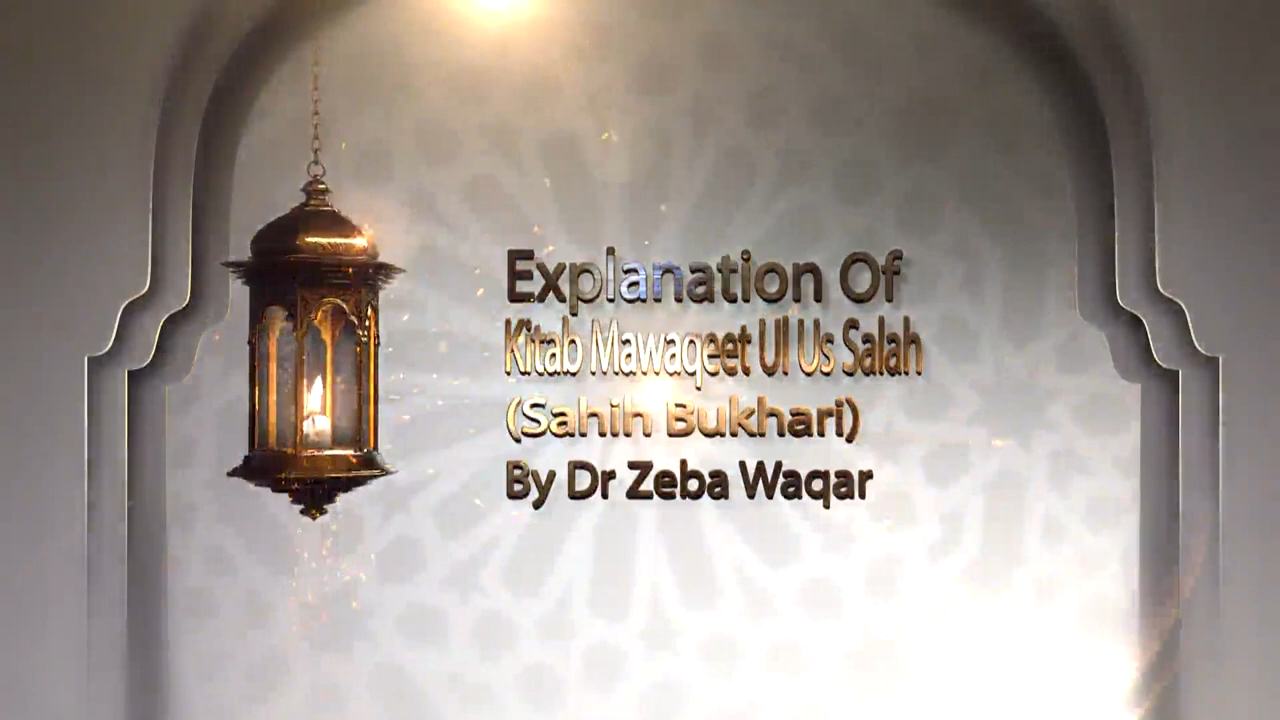 Explanation Of
Kitab Mawaqeet Ul Us Salah
(Sahih Bukhari)
By Dr Zeba Waqar